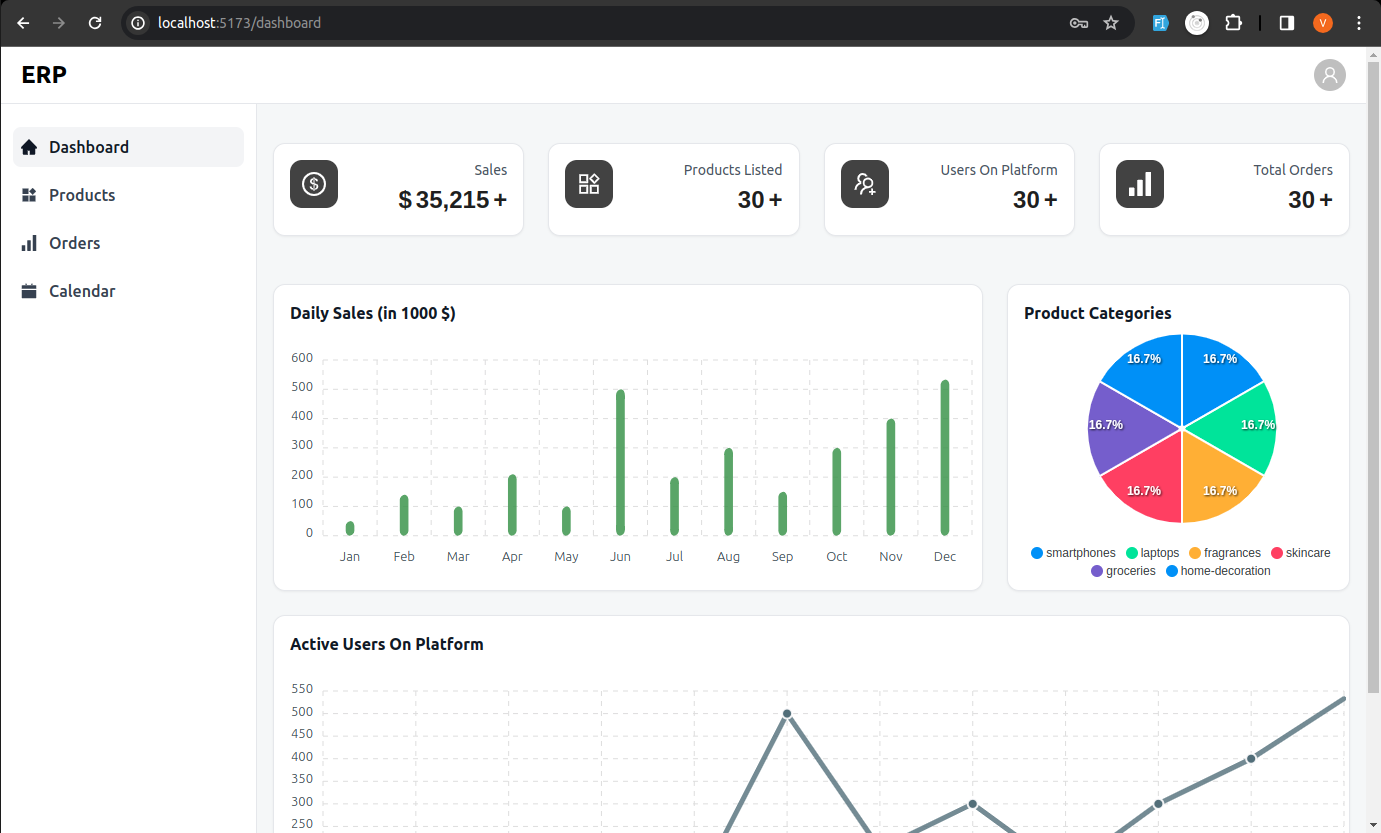 localhost:5173/dashboard
V
ERP
Dashboard
Products
Orders
Calendar
Sales
$ 35,215 +
Products Listed
30 +
Users On Platform
30 +
Total Orders
30 +
Daily Sales (in 1000 $)
600
500
400
300
200
100
0
Jan Feb Mar Apr May Jun Jul Aug Sep Oct Nov Dec
Product Categories
16.7% 16.7%
16.7% 16.7%
16.7% 16.7%
smartphones laptops fragrances skincare
groceries home-decoration
Active Users On Platform
550
500
450
400
350
300
250